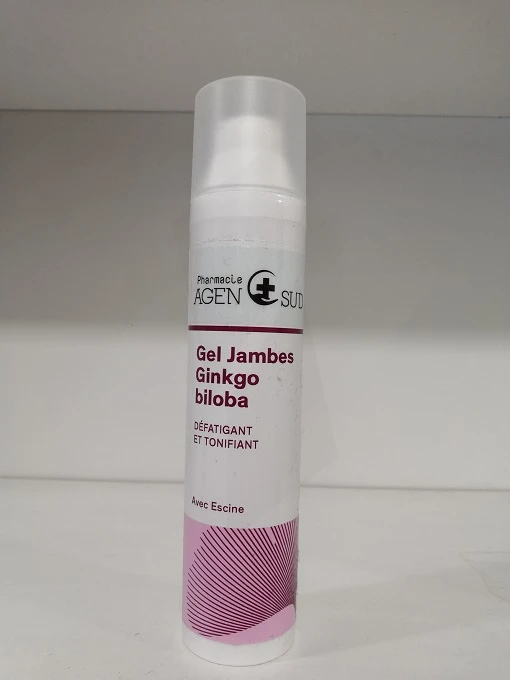 Pharmacie
AGEN SUD
Gel Jambes
Ginkgo
biloba
DÉFATIGANT
ET TONIFIANT
Avec Escine